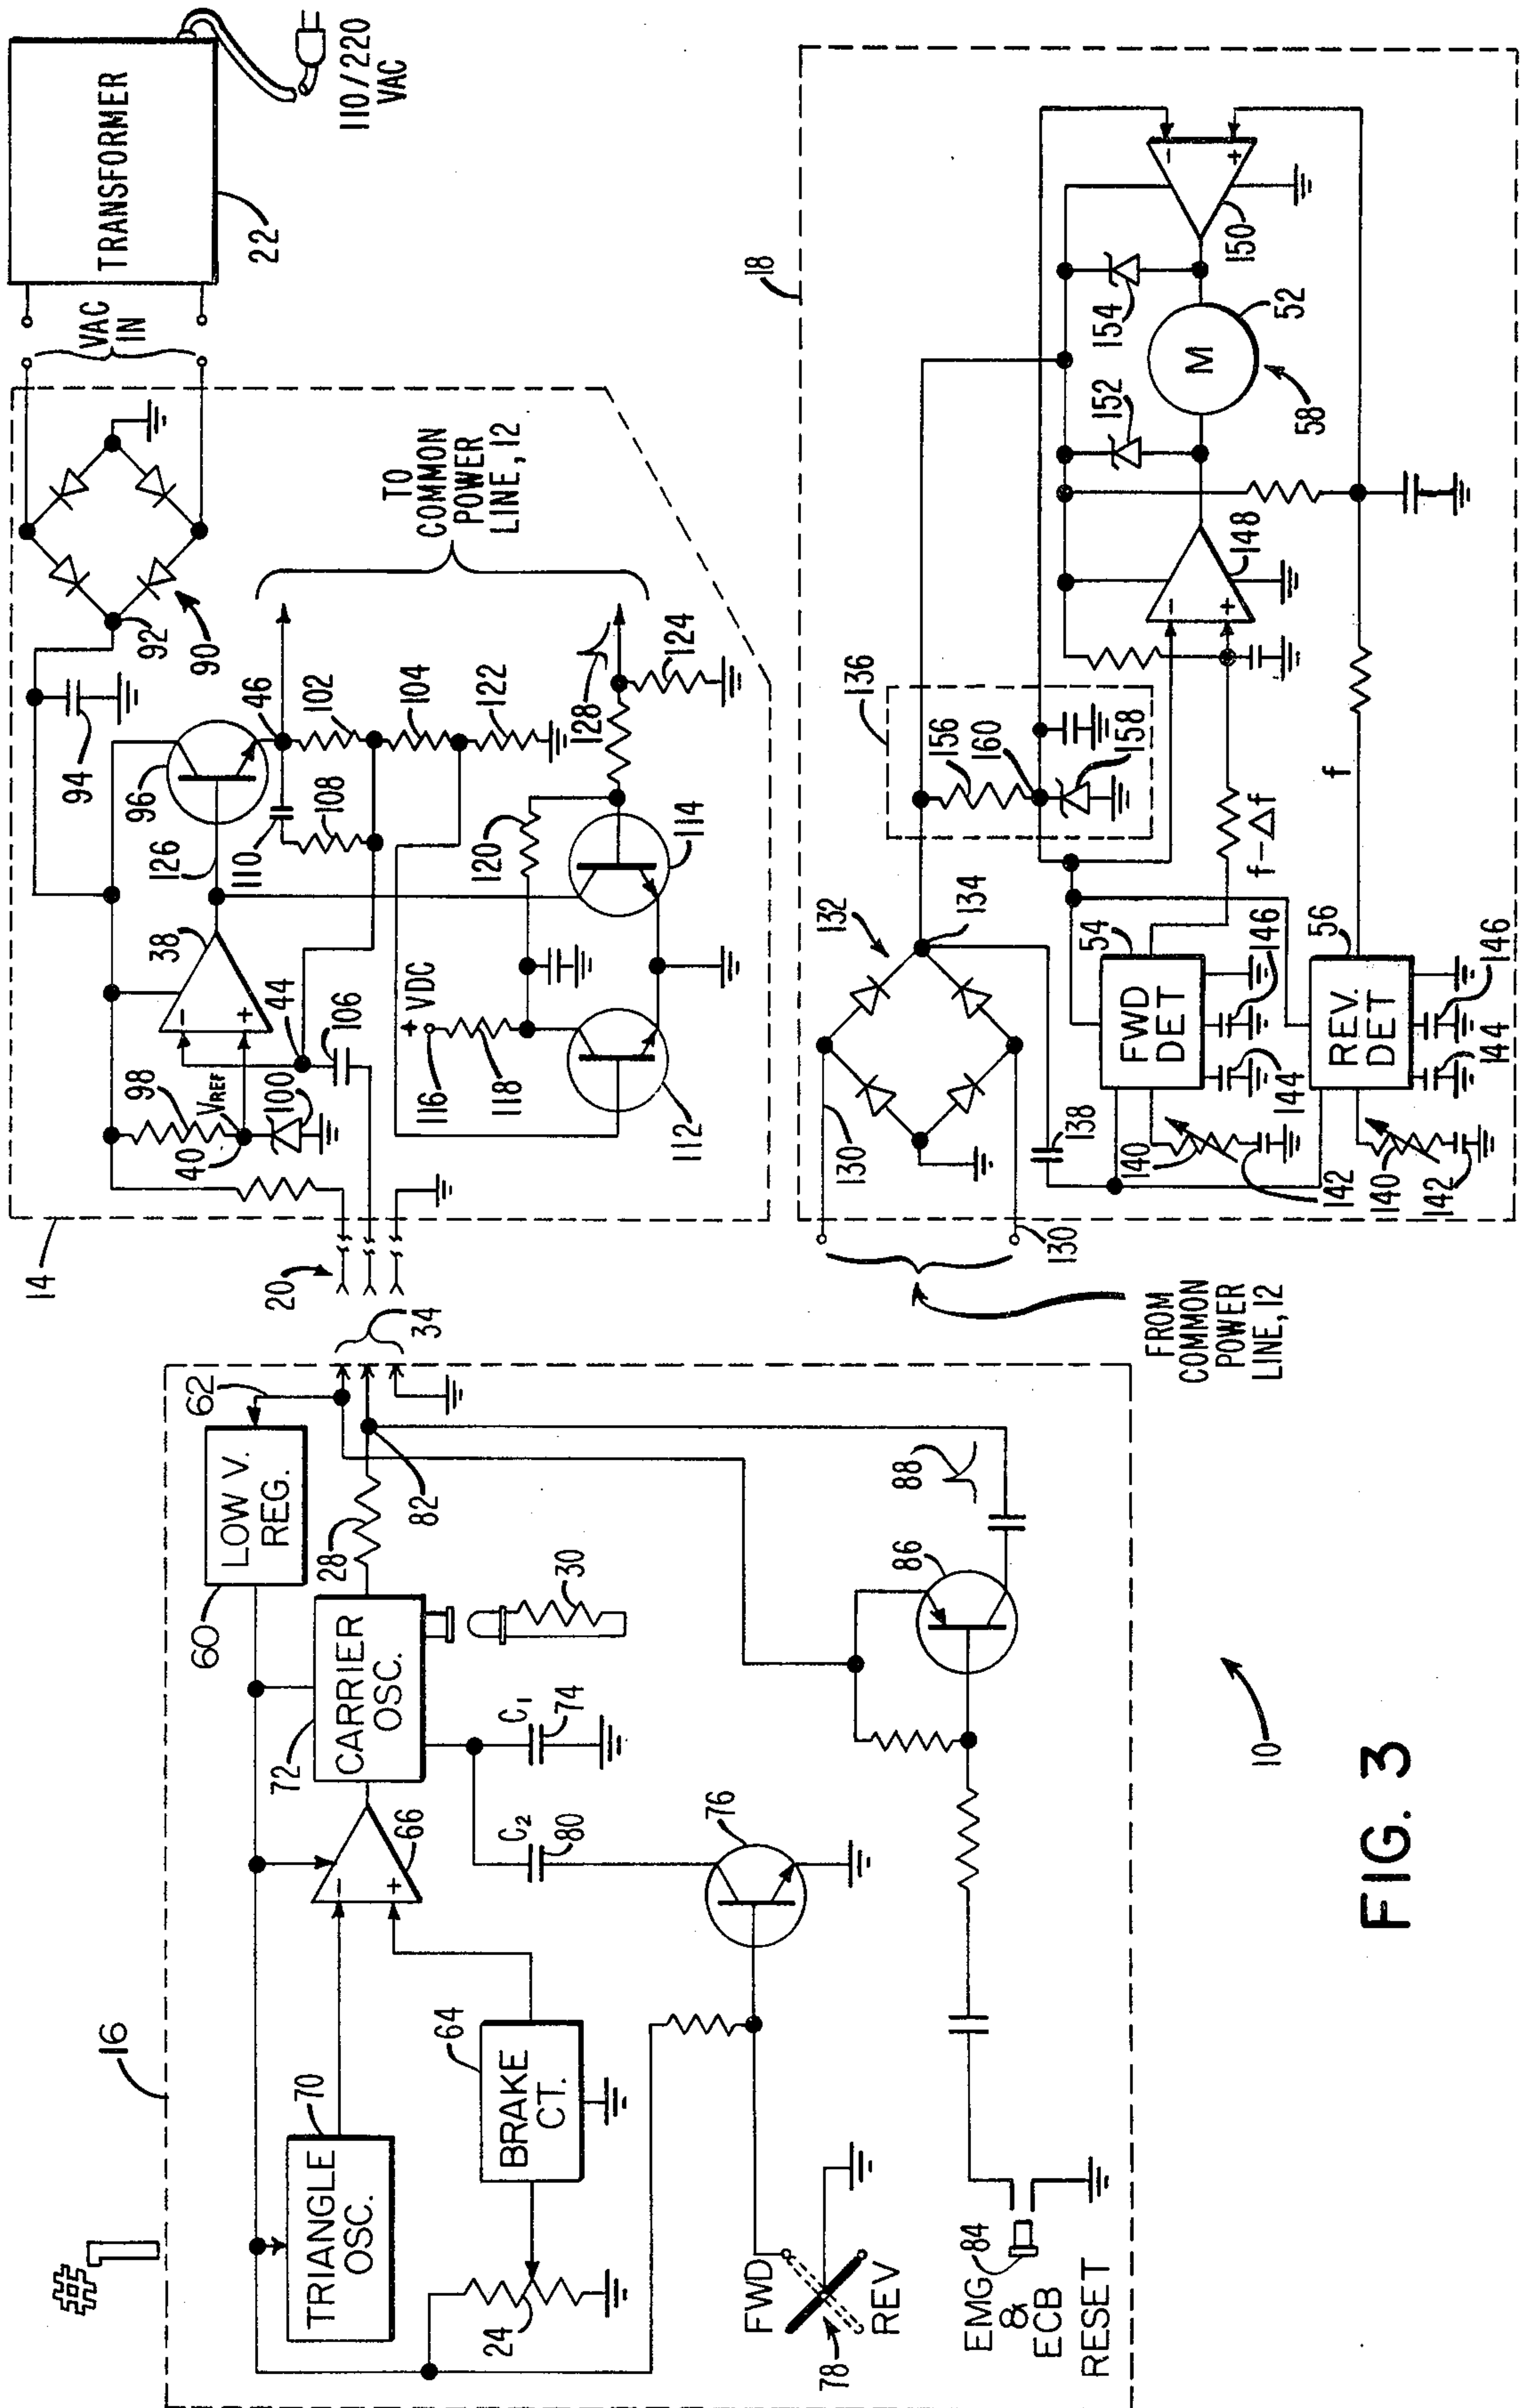 #1
16
TRIANGLE
OSC.
70
24
BRAKE
CT.
64
66
LOW V.
REG.
60
62
CARRIER
OSC.
72
28
30
C1
74
C2
80
76
82
34
FWD
REV
78
EMG
&
ECB
RESET
84
86
88
10
FIG. 3
14
20
98
VREF
40
100
44
106
38
126
96
94
92
90
46
102
104
108
110
122
120
114
112
116
+ VDC
118
128
124
TO
COMMON
POWER
LINE, 12
VAC
IN
TRANSFORMER
22
110/220
VAC
18
FROM
COMMON
POWER
LINE, 12
130
130
132
134
136
156
160
158
138
FWD
DET
54
140
142
144
146
REV.
DET
56
140
142
144
146
f-Δf
f
-
+
148
152
154
M
52
58
150
-
+
-
+
-
+